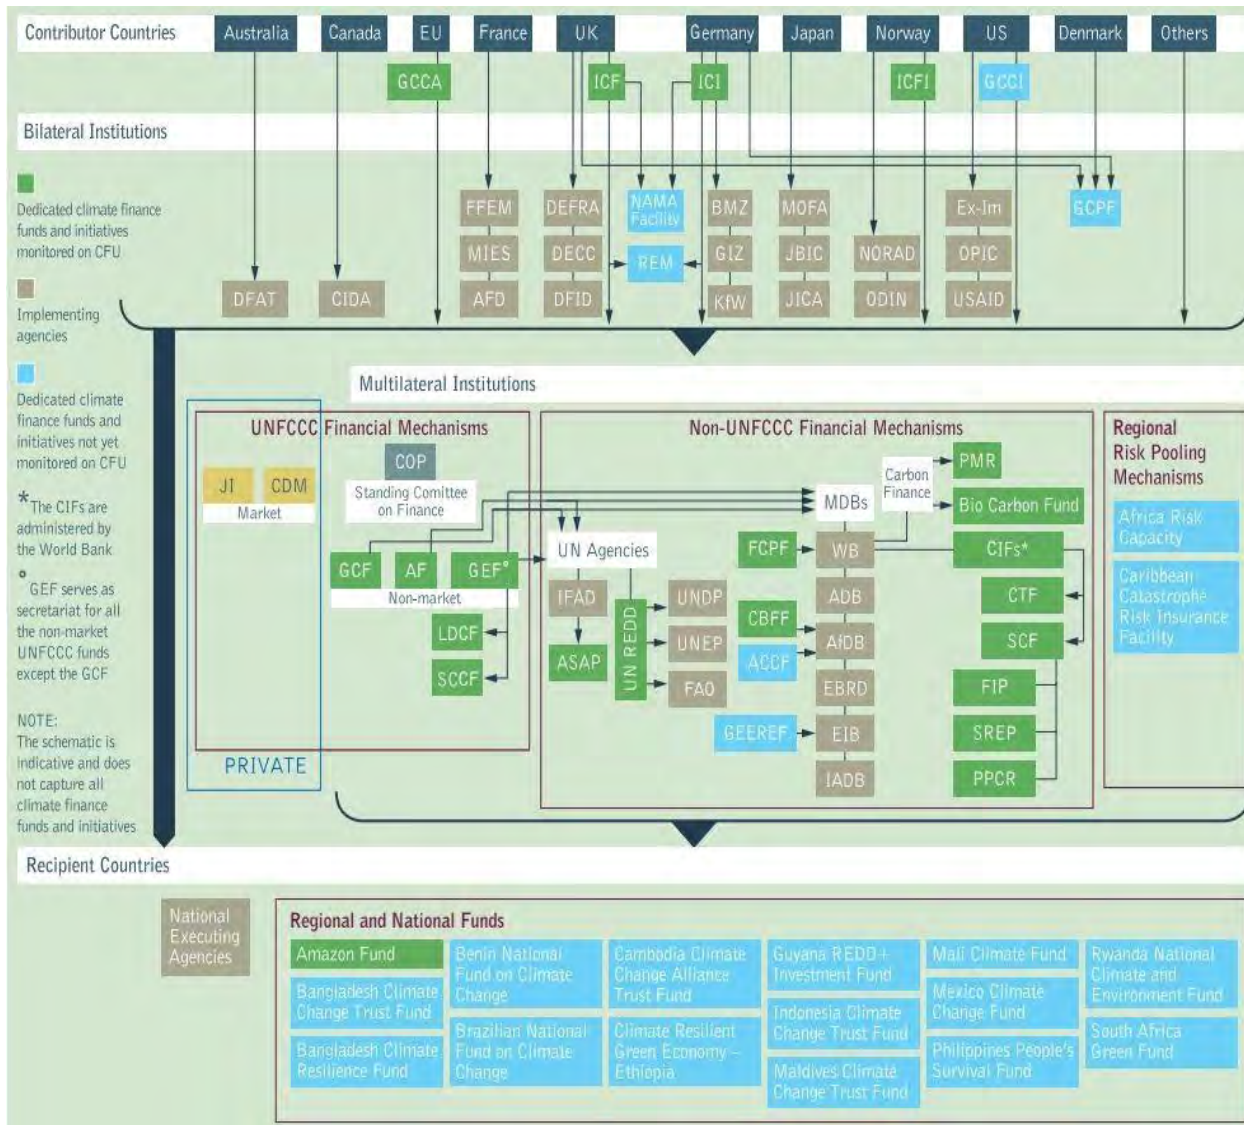 Contributor Countries
Australia
Canada
EU
France
UK
Germany
Japan
Norway
US
Denmark
Others
GCCA
ICF
ICI
ICFI
GCCI
Bilateral Institutions
Dedicated climate finance
funds and initiatives
monitored on CFU
Implementing
agencies
Dedicated climate
finance funds and
initiatives not yet
monitored on CFU
*The CIFs are
administered by
the World Bank
° GEF serves as
secretariat for all
the non-market
UNFCCC funds
except the GCF
NOTE:
The schematic is
indicative and does
not capture all
climate finance
funds and initiatives
FFEM
DEFRA
NAMA
Facility
BMZ
MOFA
Ex-Im
GCPF
MIES
DECC
REM
GIZ
JBIC
NORAD
OPIC
DFAT
CIDA
AFD
DFID
KfW
JICA
ODIN
USAID
Multilateral Institutions
UNFCCC Financial Mechanisms
COP
Standing Comittee
on Finance
JI
CDM
Market
GCF
AF
GEF°
Non-market
LDCF
SCCF
PRIVATE
Non-UNFCCC Financial Mechanisms
UN Agencies
IFAD
ASAP
UN REDD
UNDP
UNEP
FAO
MDBs
Carbon
Finance
PMR
Bio Carbon Fund
FCPF
WB
CIFs*
ADB
CTF
CBFF
AfDB
SCF
ACCF
EBRD
FIP
GEEREF
EIB
SREP
IADB
PPCR
Regional
Risk Pooling
Mechanisms
Africa Risk
Capacity
Caribbean
Catastrophe
Risk Insurance
Facility
Recipient Countries
National
Executing
Agencies
Regional and National Funds
Amazon Fund
Bangladesh Climate
Change Trust Fund
Bangladesh Climate
Resilience Fund
Benin National
Fund on Climate
Change
Brazilian National
Fund on Climate
Change
Cambodia Climate
Change Alliance
Trust Fund
Climate Resilient
Green Economy –
Ethiopia
Guyana REDD+
Investment Fund
Indonesia Climate
Change Trust Fund
Maldives Climate
Change Trust Fund
Mali Climate Fund
Mexico Climate
Change Fund
Philippines People's
Survival Fund
Rwanda National
Climate and
Environment Fund
South Africa
Green Fund